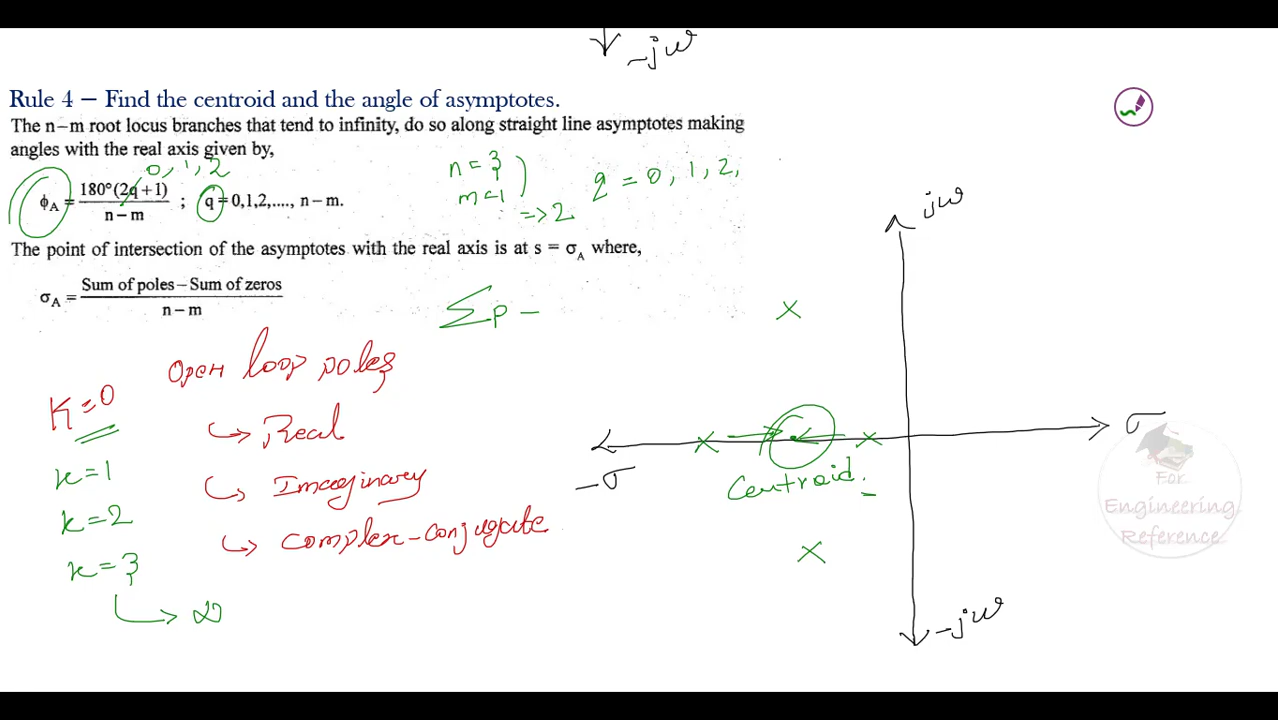 -jω
Rule 4 – Find the centroid and the angle of asymptotes.
The n–m root locus branches that tend to infinity, do so along straight line asymptotes making
angles with the real axis given by,
0, 1, 2
ϕA = 180°(2q+1) / n–m ; q=0,1,2,...., n–m.
n = 3
m=1
=> 2
q = 0, 1, 2,
The point of intersection of the asymptotes with the real axis is at s = σA where,
σA = Sum of poles–Sum of zeros / n–m
Σp –
jω
Open loop poles
K=0
↳ Real
k=1
↳ Imaginary
k=2
↳ complex-conjugate
k=3
↳ ∞
σ
-σ
Centroid.
-jω
For
Engineering
Reference